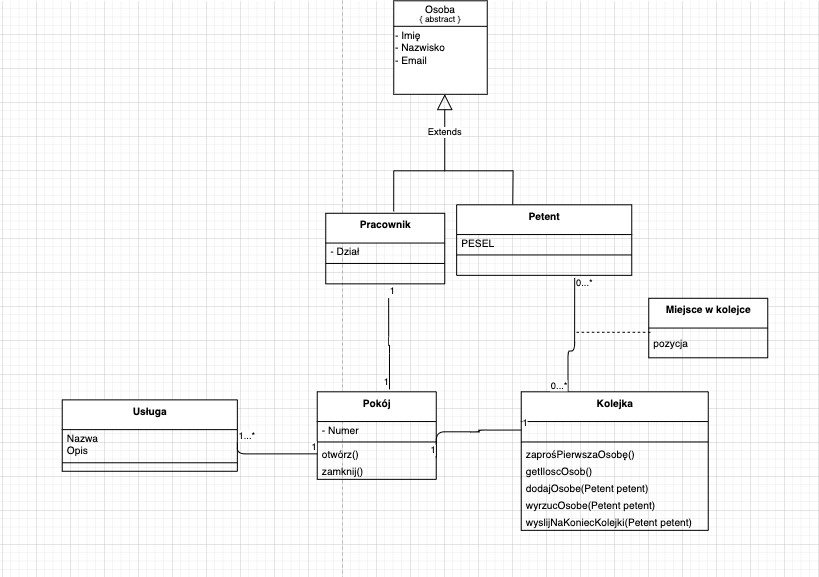 Osoba
{ abstract }
- Imię
- Nazwisko
- Email
Extends
Pracownik
- Dział
Petent
PESEL
1
0...*
Miejsce w kolejce
pozycja
1
0...*
Usługa
Nazwa
Opis
1...*
1
Pokój
- Numer
otwórz()
zamknij()
1
1
Kolejka
zaprośPierwszaOsobę()
getIloscOsob()
dodajOsobe(Petent petent)
wyrzucOsobe(Petent petent)
wyslijNaKoniecKolejki(Petent petent)